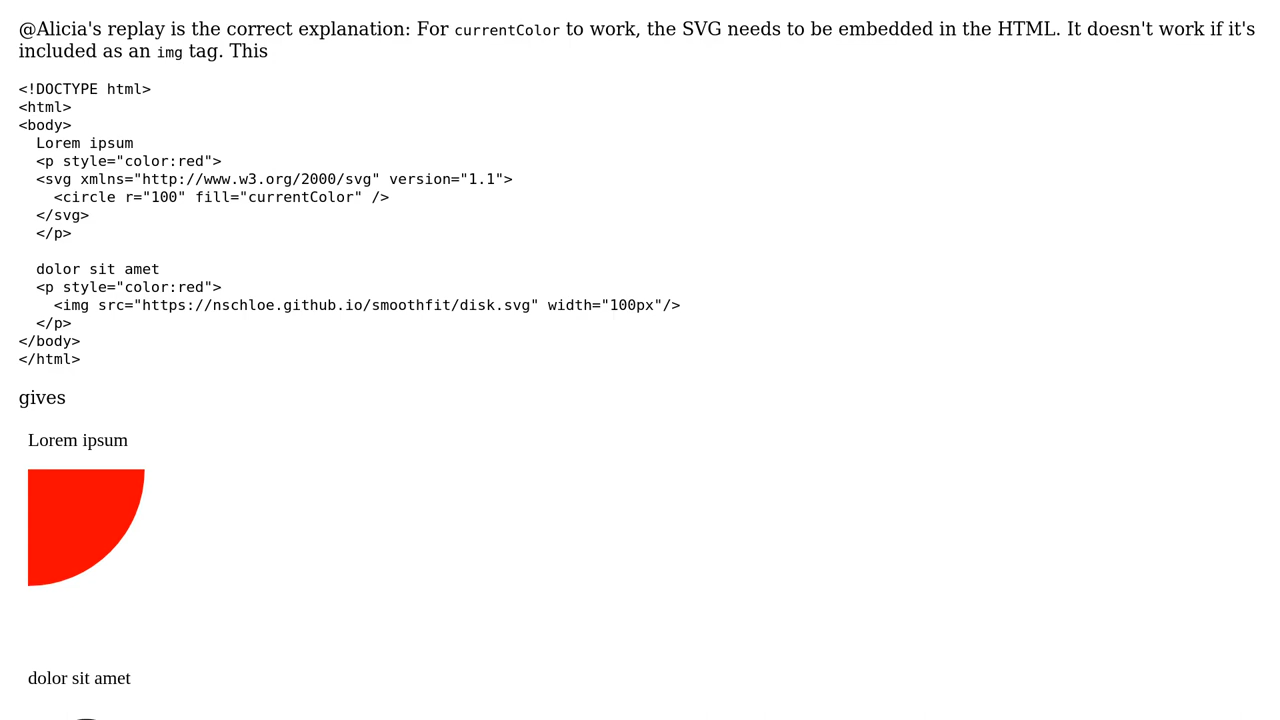 @Alicia's replay is the correct explanation: For currentColor to work, the SVG needs to be embedded in the HTML. It doesn't work if it's
included as an img tag. This
<!DOCTYPE html>
<html>
<body>
  Lorem ipsum
  <p style="color:red">
  <svg xmlns="http://www.w3.org/2000/svg" version="1.1">
    <circle r="100" fill="currentColor" />
  </svg>
  </p>
  dolor sit amet
  <p style="color:red">
    <img src="https://nschloe.github.io/smoothfit/disk.svg" width="100px"/>
  </p>
</body>
</html>
gives
Lorem ipsum
dolor sit amet